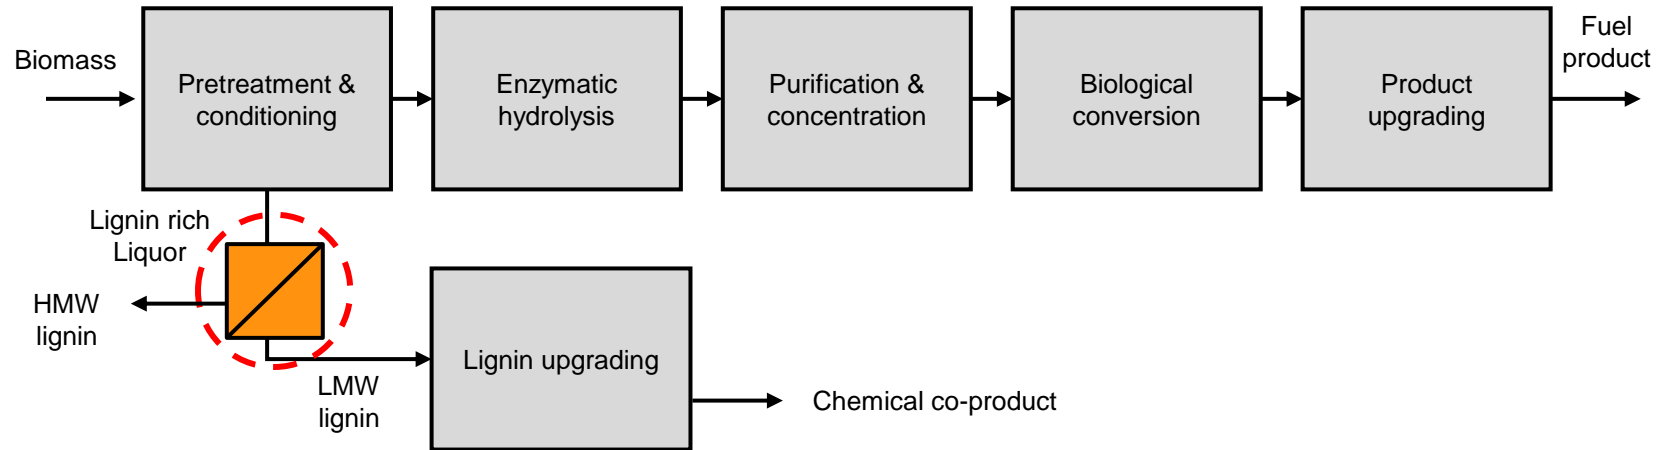 Biomass
Pretreatment &
conditioning
Enzymatic
hydrolysis
Purification &
concentration
Biological
conversion
Product
upgrading
Fuel
product
Lignin rich
Liquor
HMW
lignin
LMW
lignin
Lignin upgrading
Chemical co-product